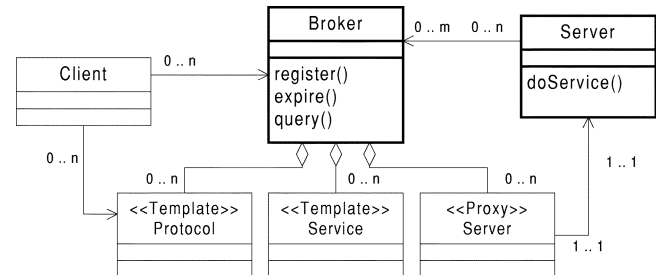 Broker
0..m 0..n
Server
0..n
Client
register()
expire()
query()
doService()
0..n
1..1
0..n
0..n
0..n
<<Template>>
Protocol
<<Template>>
Service
<<Proxy>>
Server
1..1